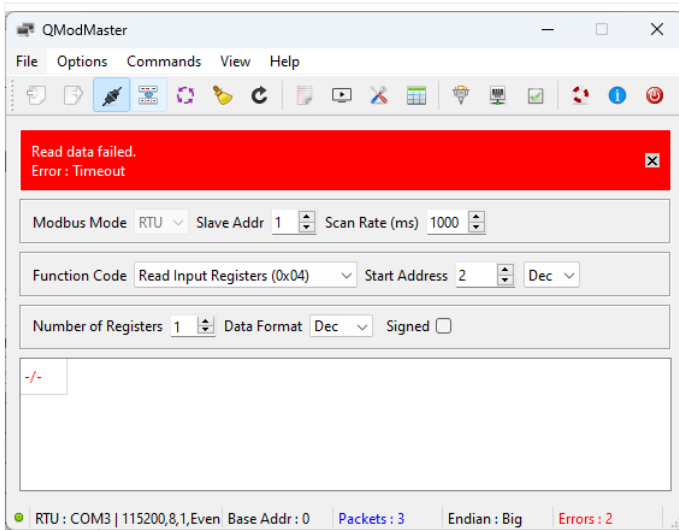 QModMaster
File Options Commands View Help
Read data failed.
Error : Timeout
Modbus Mode RTU Slave Addr 1 Scan Rate (ms) 1000
Function Code Read Input Registers (0x04) Start Address 2 Dec
Number of Registers 1 Data Format Dec Signed
-/-
RTU : COM3 | 115200,8,1,Even Base Addr : 0 Packets : 3 Endian : Big Errors : 2